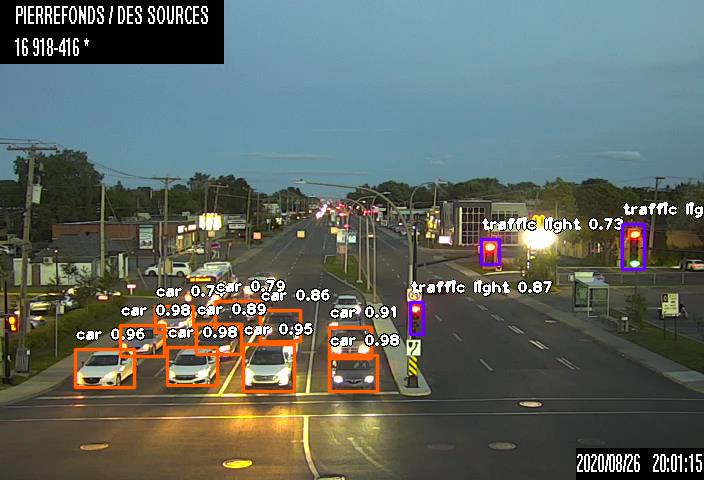 PIERREFONDS / DES SOURCES
16 918-416 *
traffic lig
traffic light 0.73
car 0.79
car 0.86
traffic light 0.87
car 0.98
car 0.89
car 0.91
car 0.96
car 0.98
car 0.95
car 0.98
2020/08/26 20:01:15